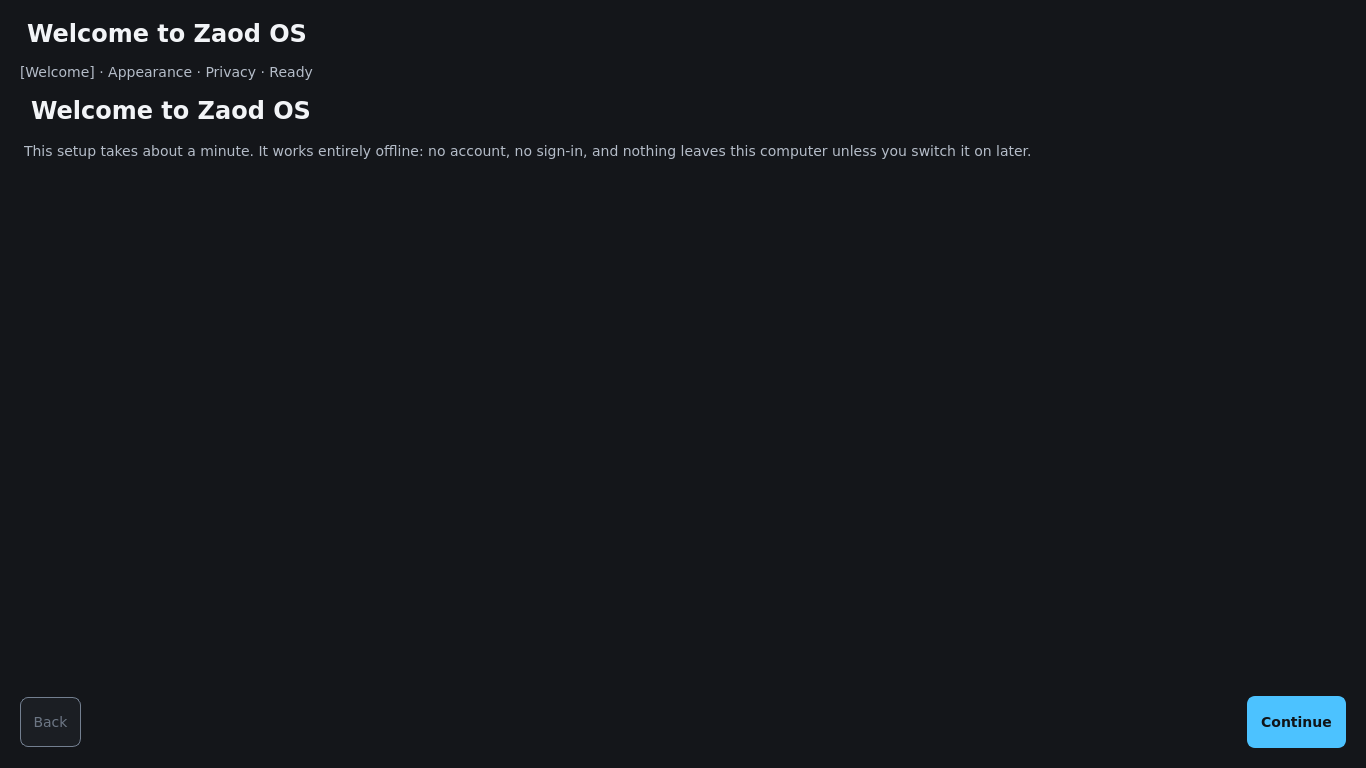 Welcome to Zaod OS
[Welcome] · Appearance · Privacy · Ready
Welcome to Zaod OS
This setup takes about a minute. It works entirely offline: no account, no sign-in, and nothing leaves this computer unless you switch it on later.
Back
Continue